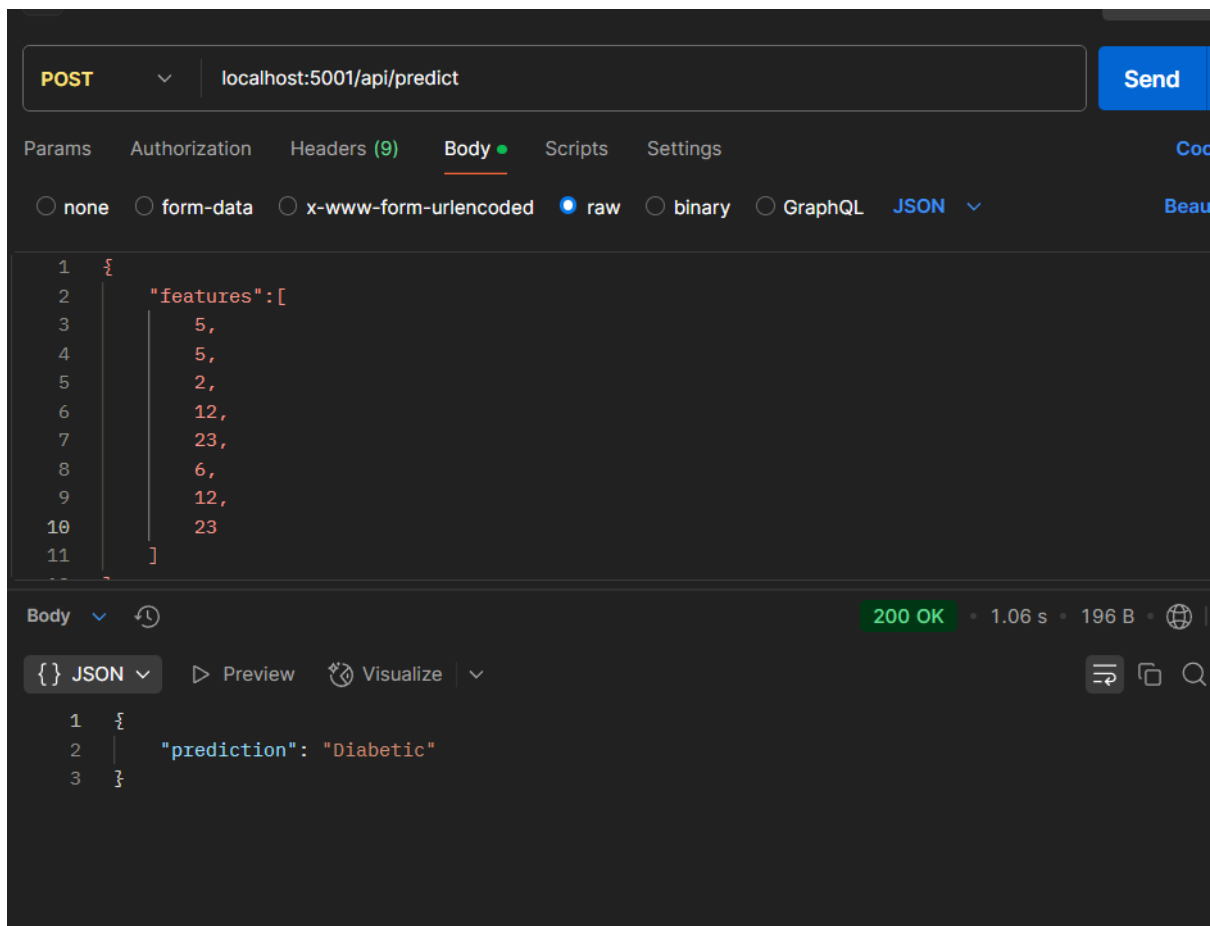 POST localhost:5001/api/predict Send
Params Authorization Headers (9) Body Scripts Settings
none form-data x-www-form-urlencoded raw binary GraphQL JSON
1 {
2 "features":[
3 5,
4 5,
5 2,
6 12,
7 23,
8 6,
9 12,
10 23
11 ]
Body 200 OK • 1.06 s • 196 B •
{} JSON Preview Visualize
1 {
2 "prediction": "Diabetic"
3 }